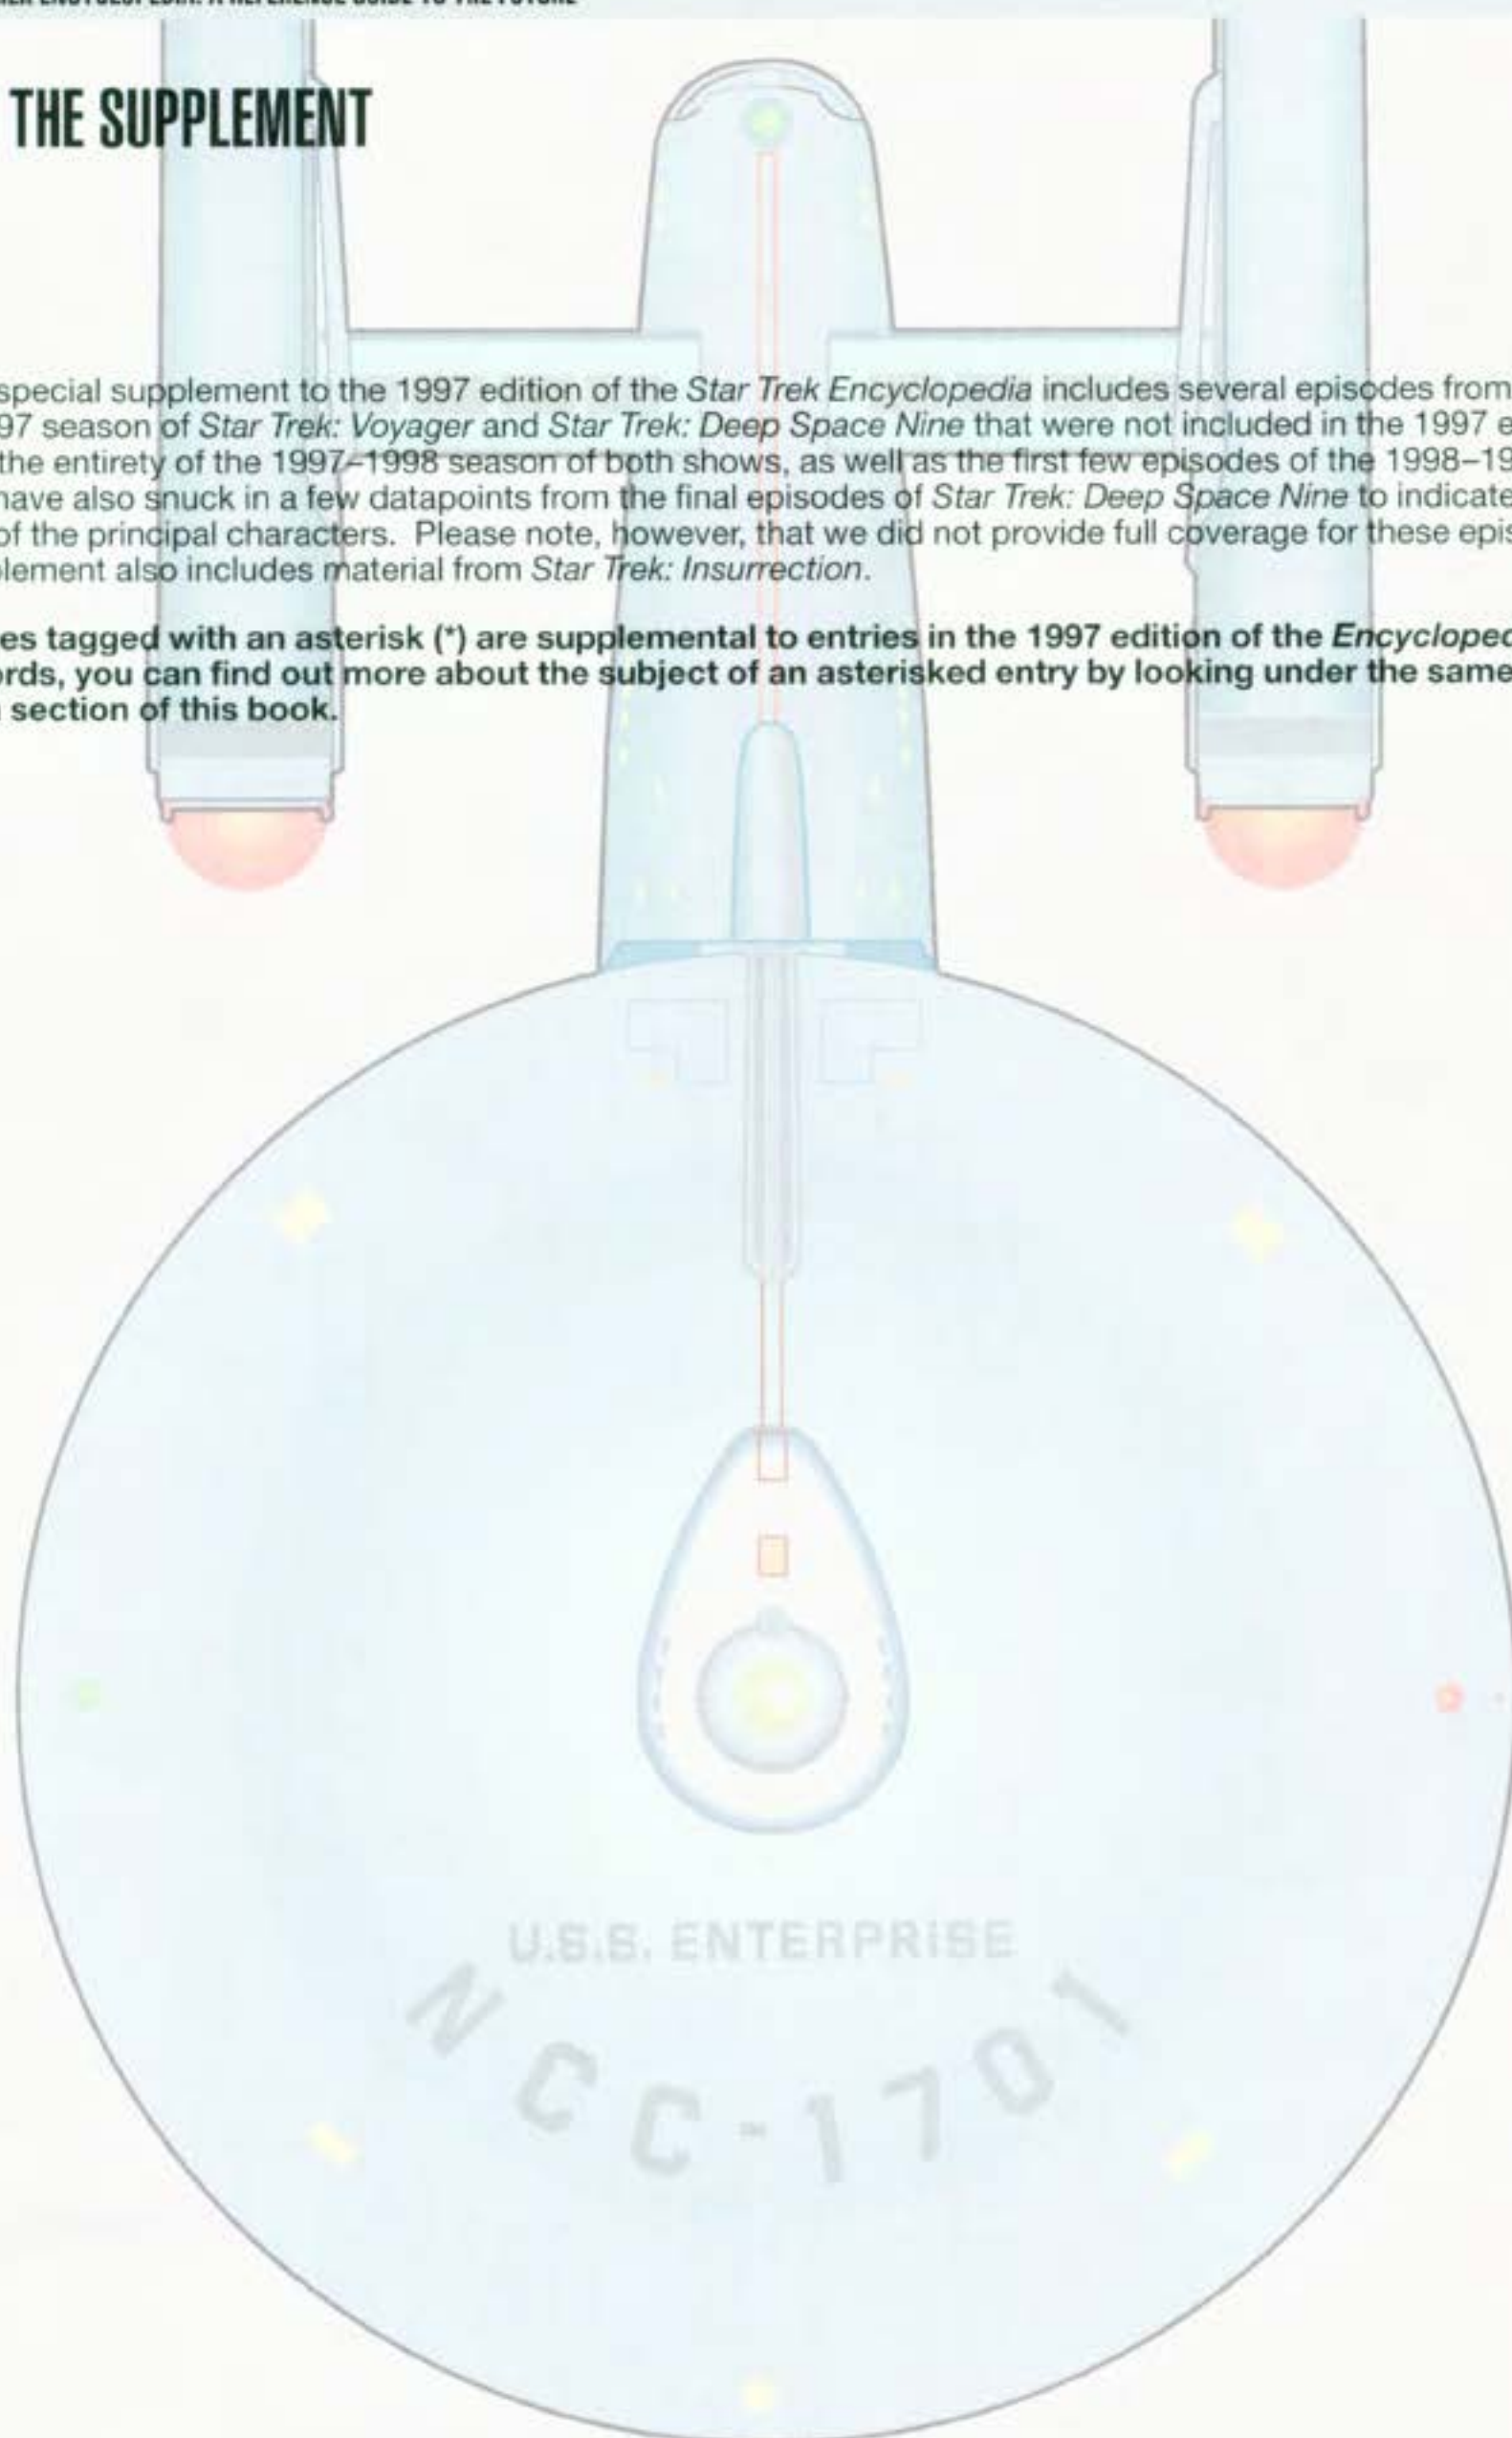 ENCYCLOPEDIA: A REFERENCE GUIDE TO THE FUTURE
THE SUPPLEMENT
special supplement to the 1997 edition of the Star Trek Encyclopedia includes several episodes from
97 season of Star Trek: Voyager and Star Trek: Deep Space Nine that were not included in the 1997 e
the entirety of the 1997–1998 season of both shows, as well as the first few episodes of the 1998–19
have also snuck in a few datapoints from the final episodes of Star Trek: Deep Space Nine to indicate
of the principal characters. Please note, however, that we did not provide full coverage for these epis
plement also includes material from Star Trek: Insurrection.
es tagged with an asterisk (*) are supplemental to entries in the 1997 edition of the Encycloped
rds, you can find out more about the subject of an asterisked entry by looking under the same
section of this book.
U.S.S. ENTERPRISE
NCC-1701